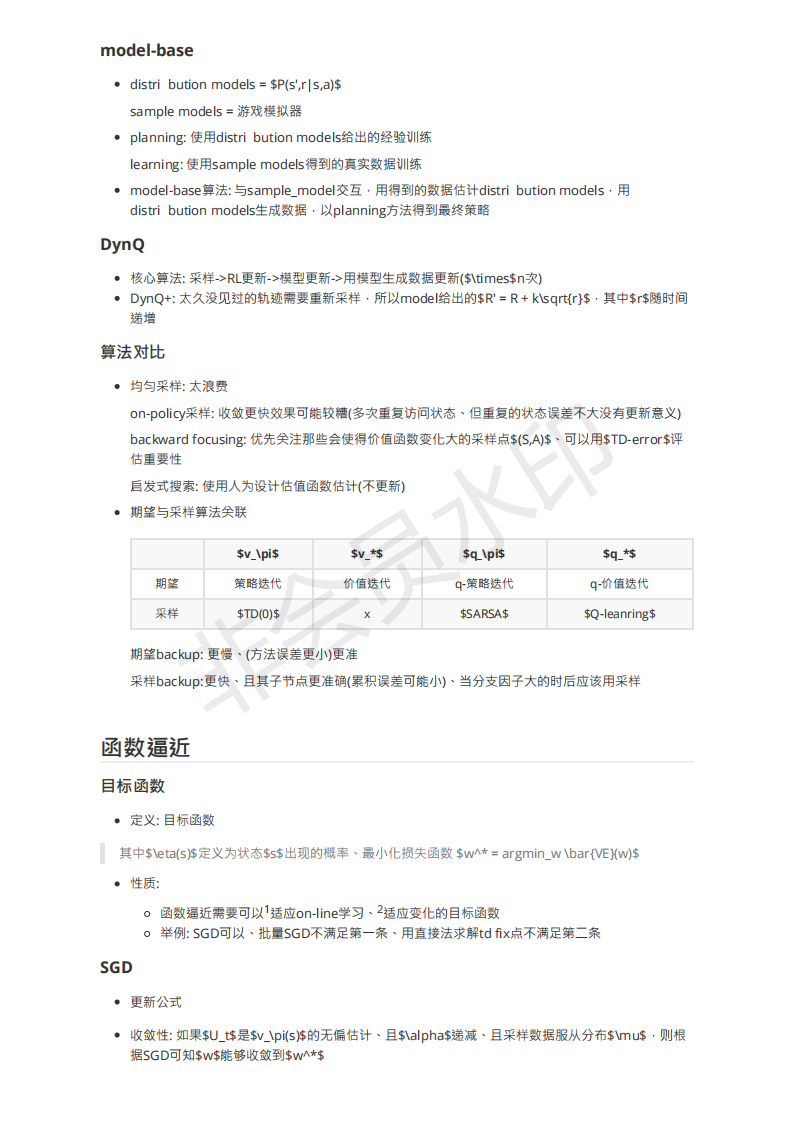 model-base
distri bution models = $P(s',r|s,a)$
sample models = 游戏模拟器
planning: 使用distri bution models给出的经验训练
learning: 使用sample models得到的真实数据训练
model-base算法: 与sample_model交互，用得到的数据估计distri bution models，用
distri bution models生成数据，以planning方法得到最终策略
DynQ
核心算法: 采样->RL更新->模型更新->用模型生成数据更新($\times$n次)
DynQ+: 太久没见过的轨迹需要重新采样，所以model给出的$R' = R + k\sqrt{r}$，其中$r$随时间
递增
算法对比
均匀采样: 太浪费
on-policy采样: 收敛更快效果可能较糟(多次重复访问状态、但重复的状态误差不大没有更新意义)
backward focusing: 优先关注那些会使得价值函数变化大的采样点$(S,A)$、可以用$TD-error$评
估重要性
启发式搜索: 使用人为设计估值函数估计(不更新)
期望与采样算法关联
$v_\pi$ $v_*$ $q_\pi$ $q_*$
期望 策略迭代 价值迭代 q-策略迭代 q-价值迭代
采样 $TD(0)$ x $SARSA$ $Q-leanring$
期望backup: 更慢、(方法误差更小)更准
采样backup:更快、且其子节点更准确(累积误差可能小)、当分支因子大的时后应该用采样
函数逼近
目标函数
定义: 目标函数
其中$\eta(s)$定义为状态$s$出现的概率、最小化损失函数 $w^* = argmin_w \bar{VE}(w)$
性质:
函数逼近需要可以1适应on-line学习、2适应变化的目标函数
举例: SGD可以、批量SGD不满足第一条、用直接法求解td fix点不满足第二条
SGD
更新公式
收敛性: 如果$U_t$是$v_\pi(s)$的无偏估计、且$\alpha$递减、且采样数据服从分布$\mu$，则根
据SGD可知$w$能够收敛到$w^*$
非会员水印